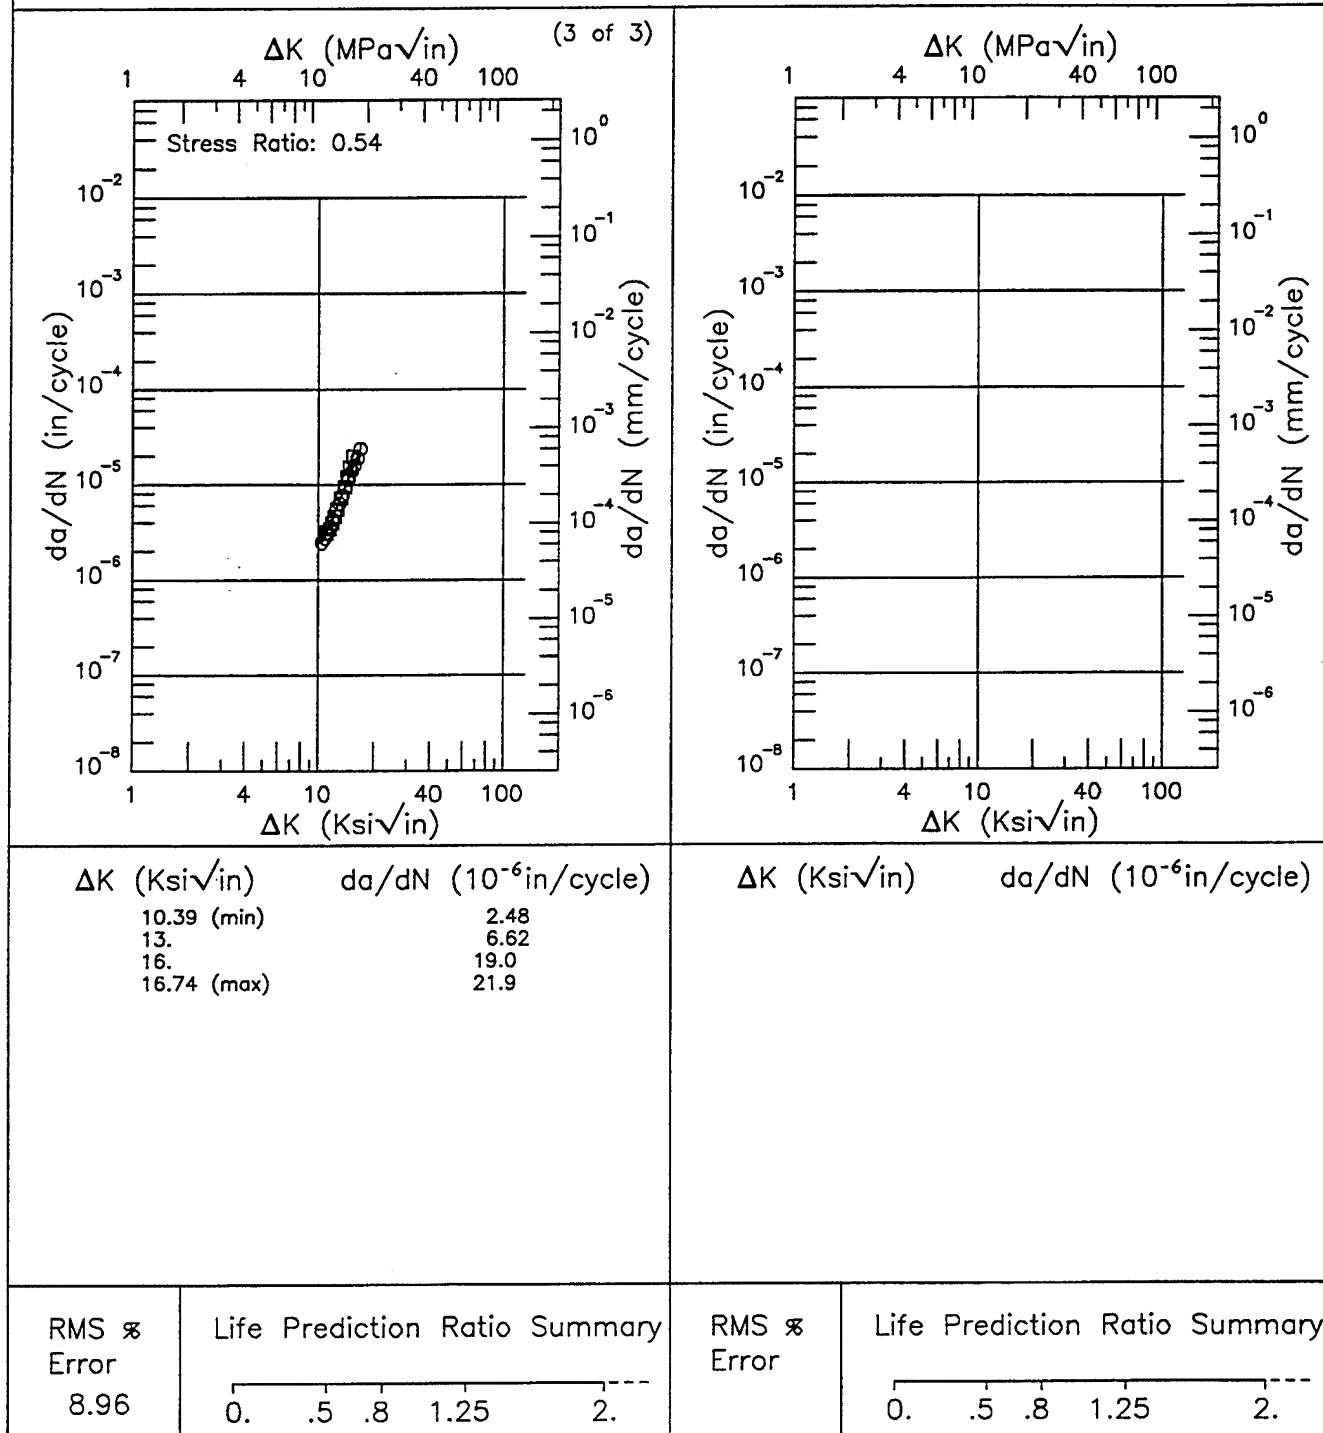 (3 of 3)
ΔK (MPa√in)
1 4 10 40 100
Stress Ratio: 0.54
da/dN (in/cycle)
10⁻²
10⁻³
10⁻⁴
10⁻⁵
10⁻⁶
10⁻⁷
10⁻⁸
da/dN (mm/cycle)
10⁰
10⁻¹
10⁻²
10⁻³
10⁻⁴
10⁻⁵
10⁻⁶
1 4 10 40 100
ΔK (Ksi√in)
ΔK (MPa√in)
1 4 10 40 100
da/dN (in/cycle)
10⁻²
10⁻³
10⁻⁴
10⁻⁵
10⁻⁶
10⁻⁷
10⁻⁸
da/dN (mm/cycle)
10⁰
10⁻¹
10⁻²
10⁻³
10⁻⁴
10⁻⁵
10⁻⁶
1 4 10 40 100
ΔK (Ksi√in)
ΔK (Ksi√in) da/dN (10⁻⁶in/cycle)
10.39 (min) 2.48
13. 6.62
16. 19.0
16.74 (max) 21.9
ΔK (Ksi√in) da/dN (10⁻⁶in/cycle)
RMS %
Error
8.96
Life Prediction Ratio Summary
0. .5 .8 1.25 2.
RMS %
Error
Life Prediction Ratio Summary
0. .5 .8 1.25 2.